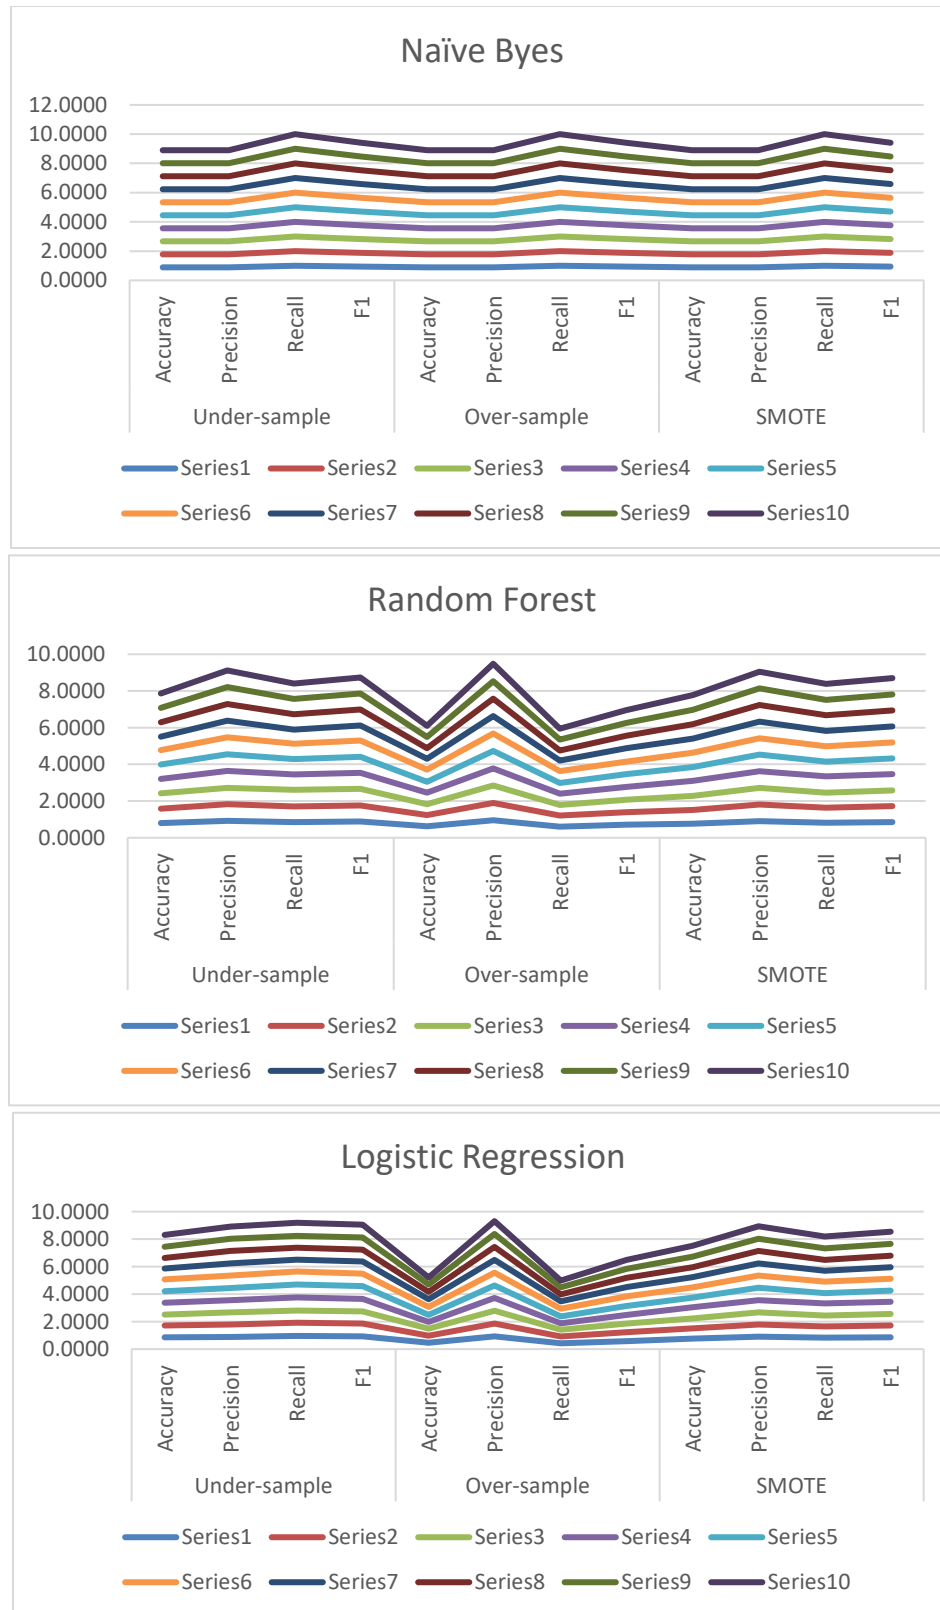 Naïve Byes
12.0000
10.0000
8.0000
6.0000
4.0000
2.0000
0.0000
Accuracy Precision Recall F1 Accuracy Precision Recall F1 Accuracy Precision Recall F1
Under-sample Over-sample SMOTE
Series1 Series2 Series3 Series4 Series5
Series6 Series7 Series8 Series9 Series10
Random Forest
10.0000
8.0000
6.0000
4.0000
2.0000
0.0000
Accuracy Precision Recall F1 Accuracy Precision Recall F1 Accuracy Precision Recall F1
Under-sample Over-sample SMOTE
Series1 Series2 Series3 Series4 Series5
Series6 Series7 Series8 Series9 Series10
Logistic Regression
10.0000
8.0000
6.0000
4.0000
2.0000
0.0000
Accuracy Precision Recall F1 Accuracy Precision Recall F1 Accuracy Precision Recall F1
Under-sample Over-sample SMOTE
Series1 Series2 Series3 Series4 Series5
Series6 Series7 Series8 Series9 Series10